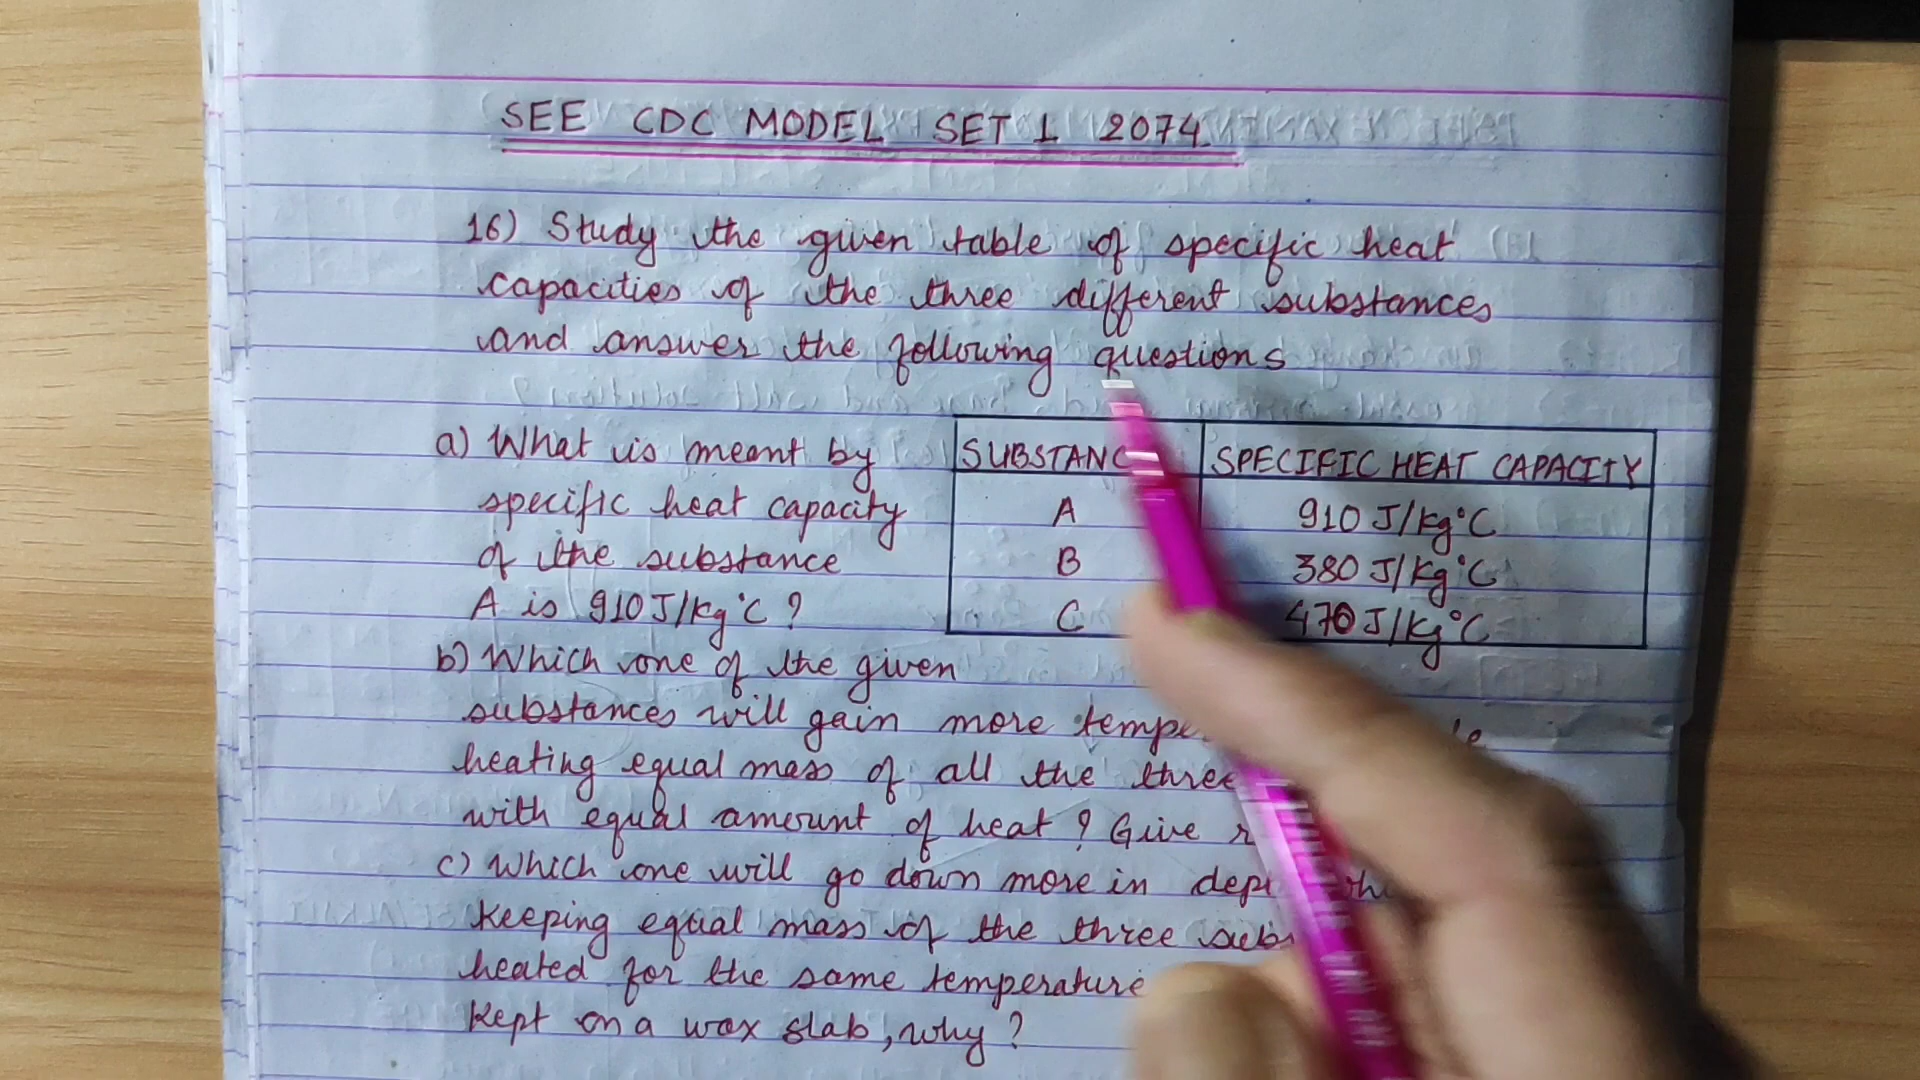 SEE CDC MODEL SET 1 2074
16) Study the given table of specific heat
capacities of the three different substances
and answer the following questions
a) What is meant by
specific heat capacity
of the substance
A is 910 J/kg°C ?
SUBSTANC SPECIFIC HEAT CAPACITY
A 910 J/kg°C
B 380 J/kg°C
C 470 J/kg°C
b) Which one of the given
substances will gain more
heating equal mass of all the three
with equal amount of heat ? Give
c) Which one will go down more in
keeping equal mass of the three
heated for the same temperature
kept on a wax slab, why ?